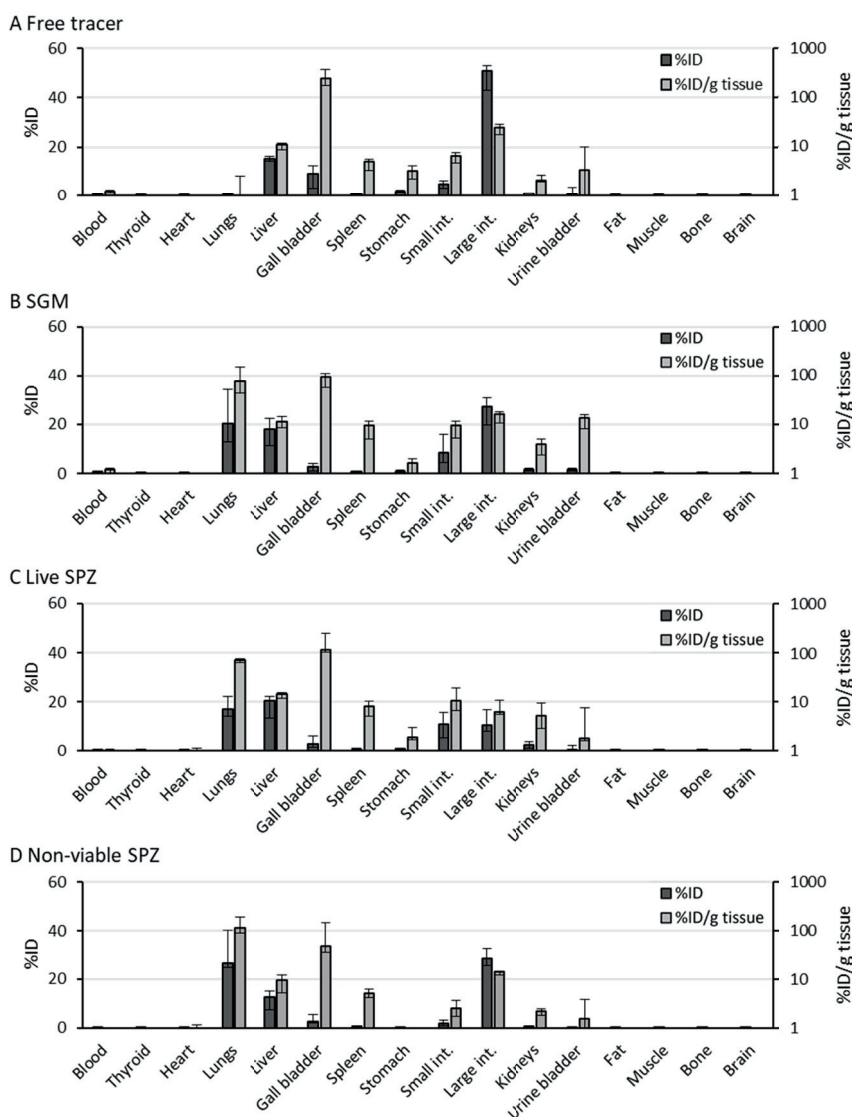 A Free tracer
60
40
20
0
%ID
%ID
%ID/g tissue
1000
100
10
1
%ID/g tissue
Blood
Thyroid
Heart
Lungs
Liver
Gall bladder
Spleen
Stomach
Small int.
Large int.
Kidneys
Urine bladder
Fat
Muscle
Bone
Brain
B SGM
60
40
20
0
%ID
%ID
%ID/g tissue
1000
100
10
1
%ID/g tissue
Blood
Thyroid
Heart
Lungs
Liver
Gall bladder
Spleen
Stomach
Small int.
Large int.
Kidneys
Urine bladder
Fat
Muscle
Bone
Brain
C Live SPZ
60
40
20
0
%ID
%ID
%ID/g tissue
1000
100
10
1
%ID/g tissue
Blood
Thyroid
Heart
Lungs
Liver
Gall bladder
Spleen
Stomach
Small int.
Large int.
Kidneys
Urine bladder
Fat
Muscle
Bone
Brain
D Non-viable SPZ
60
40
20
0
%ID
%ID
%ID/g tissue
1000
100
10
1
%ID/g tissue
Blood
Thyroid
Heart
Lungs
Liver
Gall bladder
Spleen
Stomach
Small int.
Large int.
Kidneys
Urine bladder
Fat
Muscle
Bone
Brain